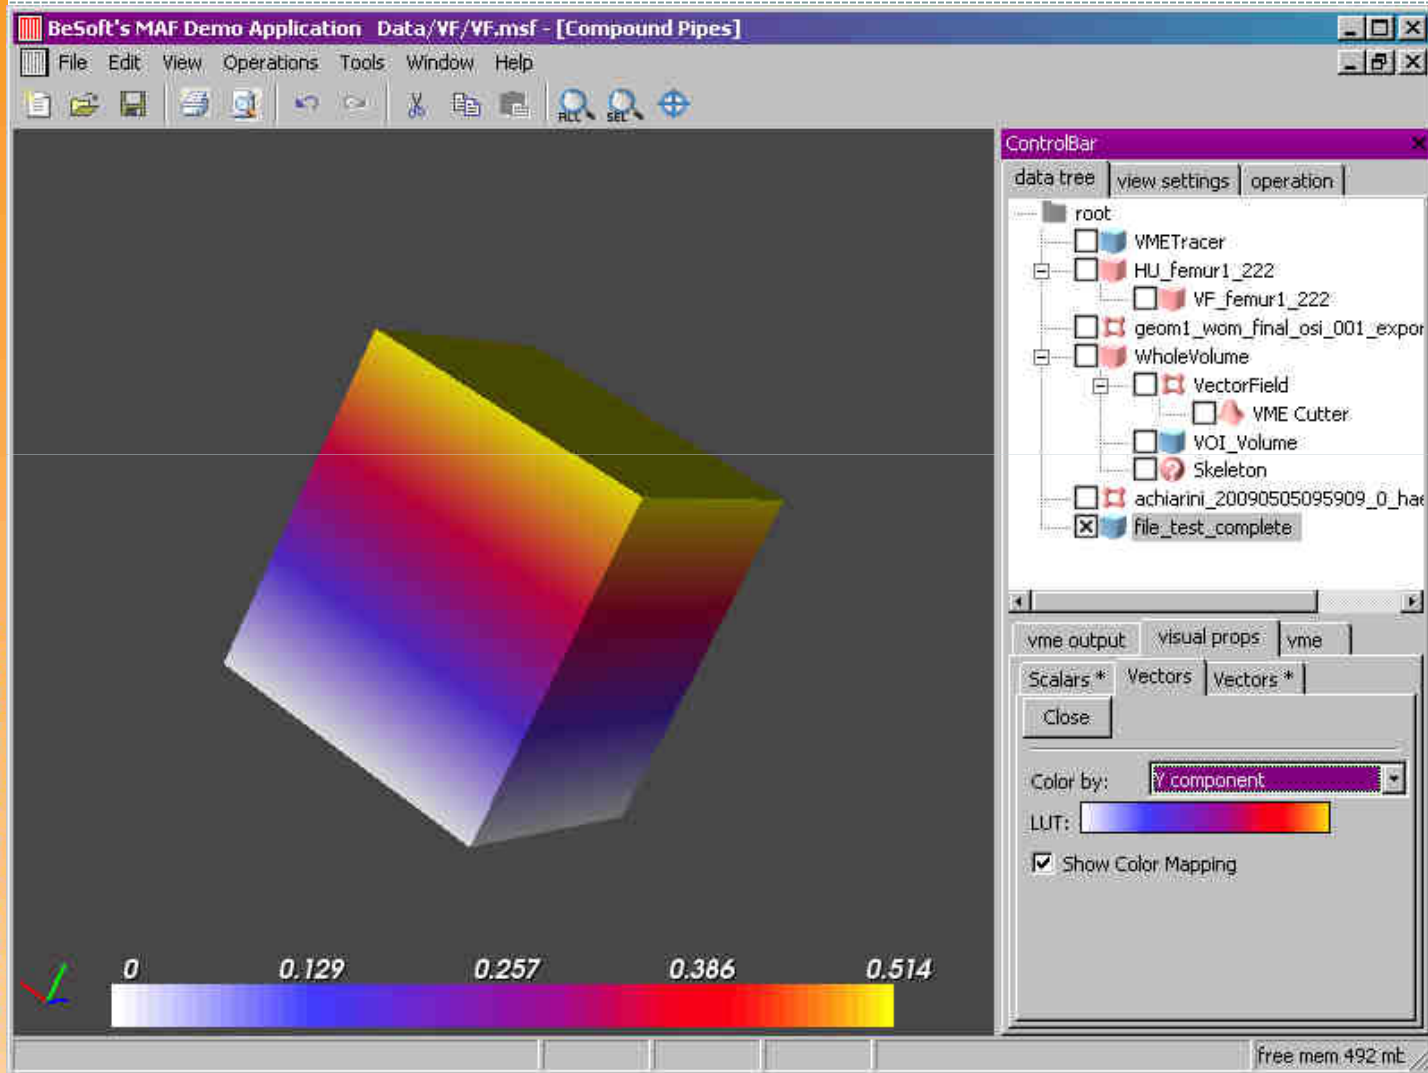 BeSoft's MAF Demo Application Data/VF/VF.msf - [Compound Pipes]
File Edit View Operations Tools Window Help
ALL SEL
ControlBar
data tree view settings operation
root
VMETracer
HU_femur1_222
VF_femur1_222
geom1_wom_final_osi_001_expor
WholeVolume
VectorField
VME Cutter
VOI_Volume
Skeleton
achiarini_20090505095909_0_hae
file_test_complete
vme output visual props vme
Scalars * Vectors Vectors *
Close
Color by: Y component
LUT:
Show Color Mapping
0 0.129 0.257 0.386 0.514
free mem 492 mb